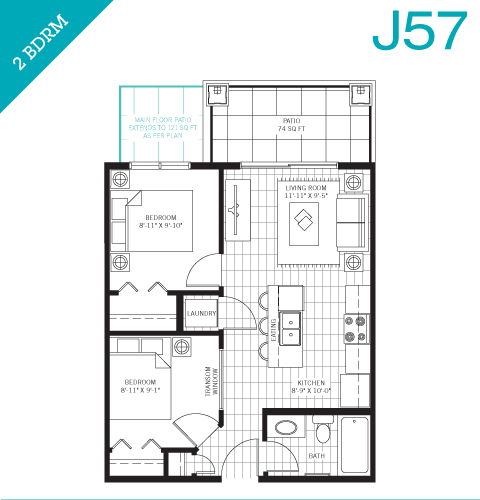 2 BDRM
J57
MAIN FLOOR PATIO
EXTENDS TO 121 SQ FT
AS PER PLAN
PATIO
74 SQ FT
LIVING ROOM
11'-11" X 9'-5"
BEDROOM
8'-11" X 9'-10"
LAUNDRY
EATING
BEDROOM
8'-11" X 9'-1"
TRANSOM
WINDOW
KITCHEN
8'-9" X 10'-0"
BATH